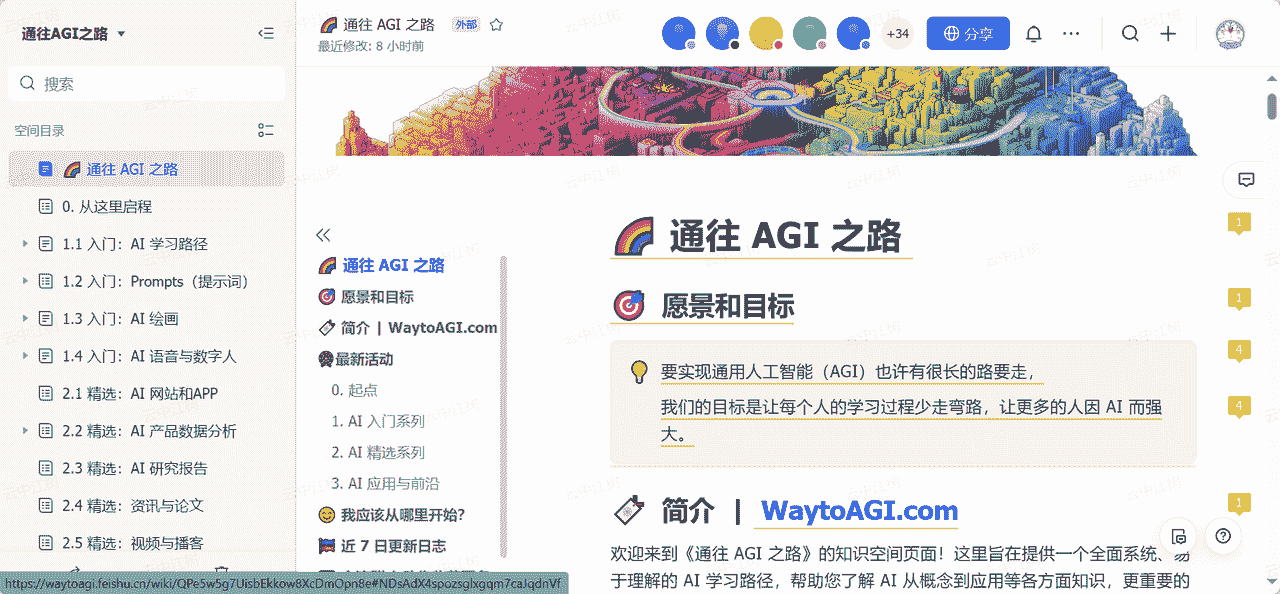 通往AGI之路
搜索
空间目录
通往 AGI 之路
0. 从这里启程
1.1 入门：AI 学习路径
1.2 入门：Prompts（提示词）
1.3 入门：AI 绘画
1.4 入门：AI 语音与数字人
2.1 精选：AI 网站和APP
2.2 精选：AI 产品数据分析
2.3 精选：AI 研究报告
2.4 精选：资讯与论文
2.5 精选：视频与播客
通往 AGI 之路 外部
最近修改: 8 小时前
+34
分享
通往 AGI 之路
愿景和目标
简介 | WaytoAGI.com
最新活动
0. 起点
1. AI 入门系列
2. AI 精选系列
3. AI 应用与前沿
我应该从哪里开始？
近 7 日更新日志
通往 AGI 之路
1
愿景和目标
1
要实现通用人工智能（AGI）也许有很长的路要走，
4
我们的目标是让每个人的学习过程少走弯路，让更多的人因 AI 而强
大。
4
简介 | WaytoAGI.com
1
欢迎来到《通往 AGI 之路》的知识空间页面！这里旨在提供一个全面系统、易
于理解的 AI 学习路径，帮助您了解 AI 从概念到应用等各方面知识，更重要的
云中江树